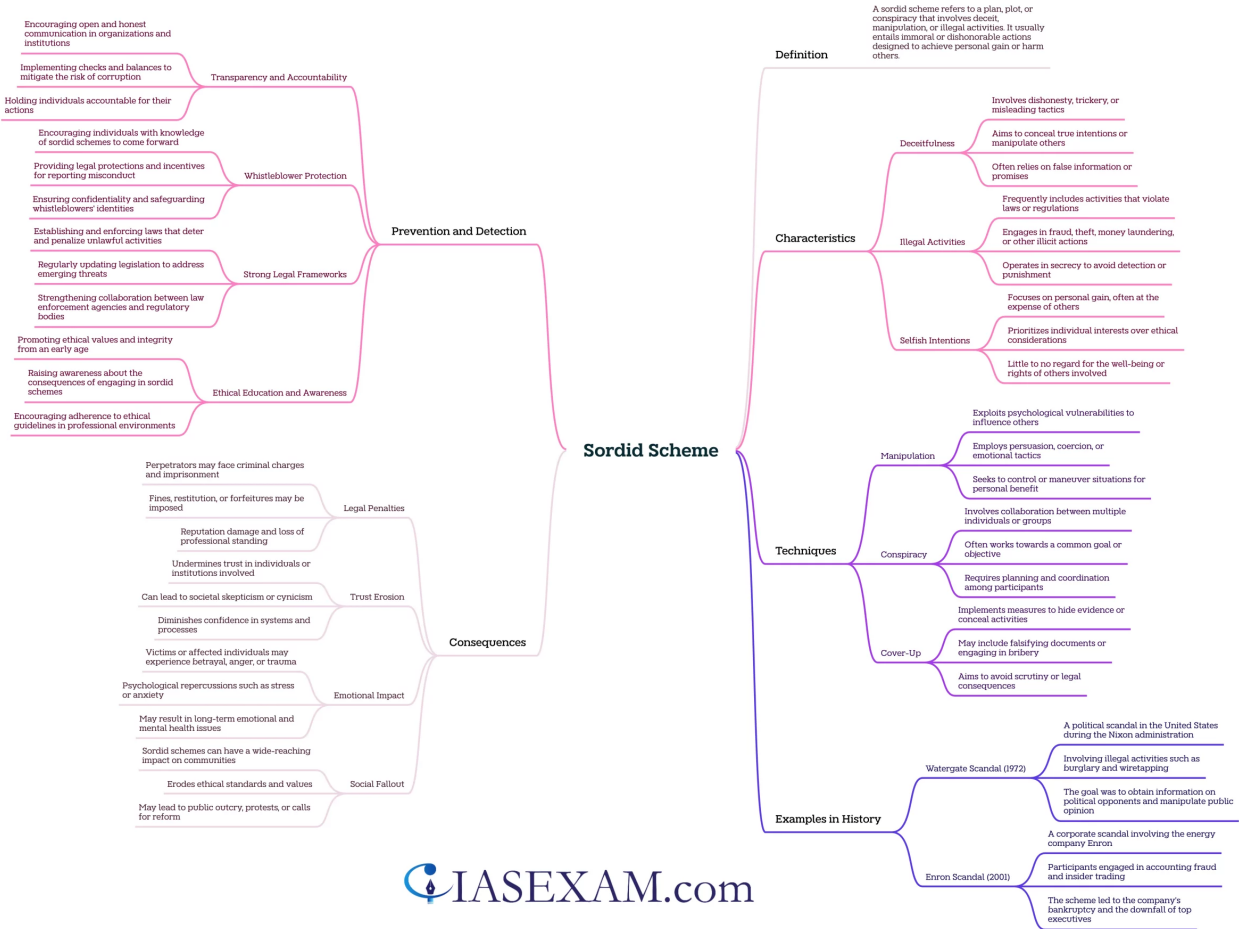 Sordid Scheme
Definition
A sordid scheme refers to a plan, plot, or
conspiracy that involves deceit,
manipulation, or illegal activities. It usually
entails immoral or dishonorable actions
designed to achieve personal gain or harm
others.
Characteristics
Deceitfulness
Involves dishonesty, trickery, or
misleading tactics
Aims to conceal true intentions or
manipulate others
Often relies on false information or
promises
Illegal Activities
Frequently includes activities that violate
laws or regulations
Engages in fraud, theft, money laundering,
or other illicit actions
Operates in secrecy to avoid detection or
punishment
Selfish Intentions
Focuses on personal gain, often at the
expense of others
Prioritizes individual interests over ethical
considerations
Little to no regard for the well-being or
rights of others involved
Techniques
Manipulation
Exploits psychological vulnerabilities to
influence others
Employs persuasion, coercion, or
emotional tactics
Seeks to control or maneuver situations for
personal benefit
Conspiracy
Involves collaboration between multiple
individuals or groups
Often works towards a common goal or
objective
Requires planning and coordination
among participants
Cover-Up
Implements measures to hide evidence or
conceal activities
May include falsifying documents or
engaging in bribery
Aims to avoid scrutiny or legal
consequences
Examples in History
Watergate Scandal (1972)
A political scandal in the United States
during the Nixon administration
Involving illegal activities such as
burglary and wiretapping
The goal was to obtain information on
political opponents and manipulate public
opinion
Enron Scandal (2001)
A corporate scandal involving the energy
company Enron
Participants engaged in accounting fraud
and insider trading
The scheme led to the company's
bankruptcy and the downfall of top
executives
Prevention and Detection
Transparency and Accountability
Encouraging open and honest
communication in organizations and
institutions
Implementing checks and balances to
mitigate the risk of corruption
Holding individuals accountable for their
actions
Whistleblower Protection
Encouraging individuals with knowledge
of sordid schemes to come forward
Providing legal protections and incentives
for reporting misconduct
Ensuring confidentiality and safeguarding
whistleblowers' identities
Strong Legal Frameworks
Establishing and enforcing laws that deter
and penalize unlawful activities
Regularly updating legislation to address
emerging threats
Strengthening collaboration between law
enforcement agencies and regulatory
bodies
Ethical Education and Awareness
Promoting ethical values and integrity
from an early age
Raising awareness about the
consequences of engaging in sordid
schemes
Encouraging adherence to ethical
guidelines in professional environments
Consequences
Legal Penalties
Perpetrators may face criminal charges
and imprisonment
Fines, restitution, or forfeitures may be
imposed
Reputation damage and loss of
professional standing
Trust Erosion
Undermines trust in individuals or
institutions involved
Can lead to societal skepticism or cynicism
Diminishes confidence in systems and
processes
Emotional Impact
Victims or affected individuals may
experience betrayal, anger, or trauma
Psychological repercussions such as stress
or anxiety
May result in long-term emotional and
mental health issues
Social Fallout
Sordid schemes can have a wide-reaching
impact on communities
Erodes ethical standards and values
May lead to public outcry, protests, or calls
for reform
IASEXAM.com